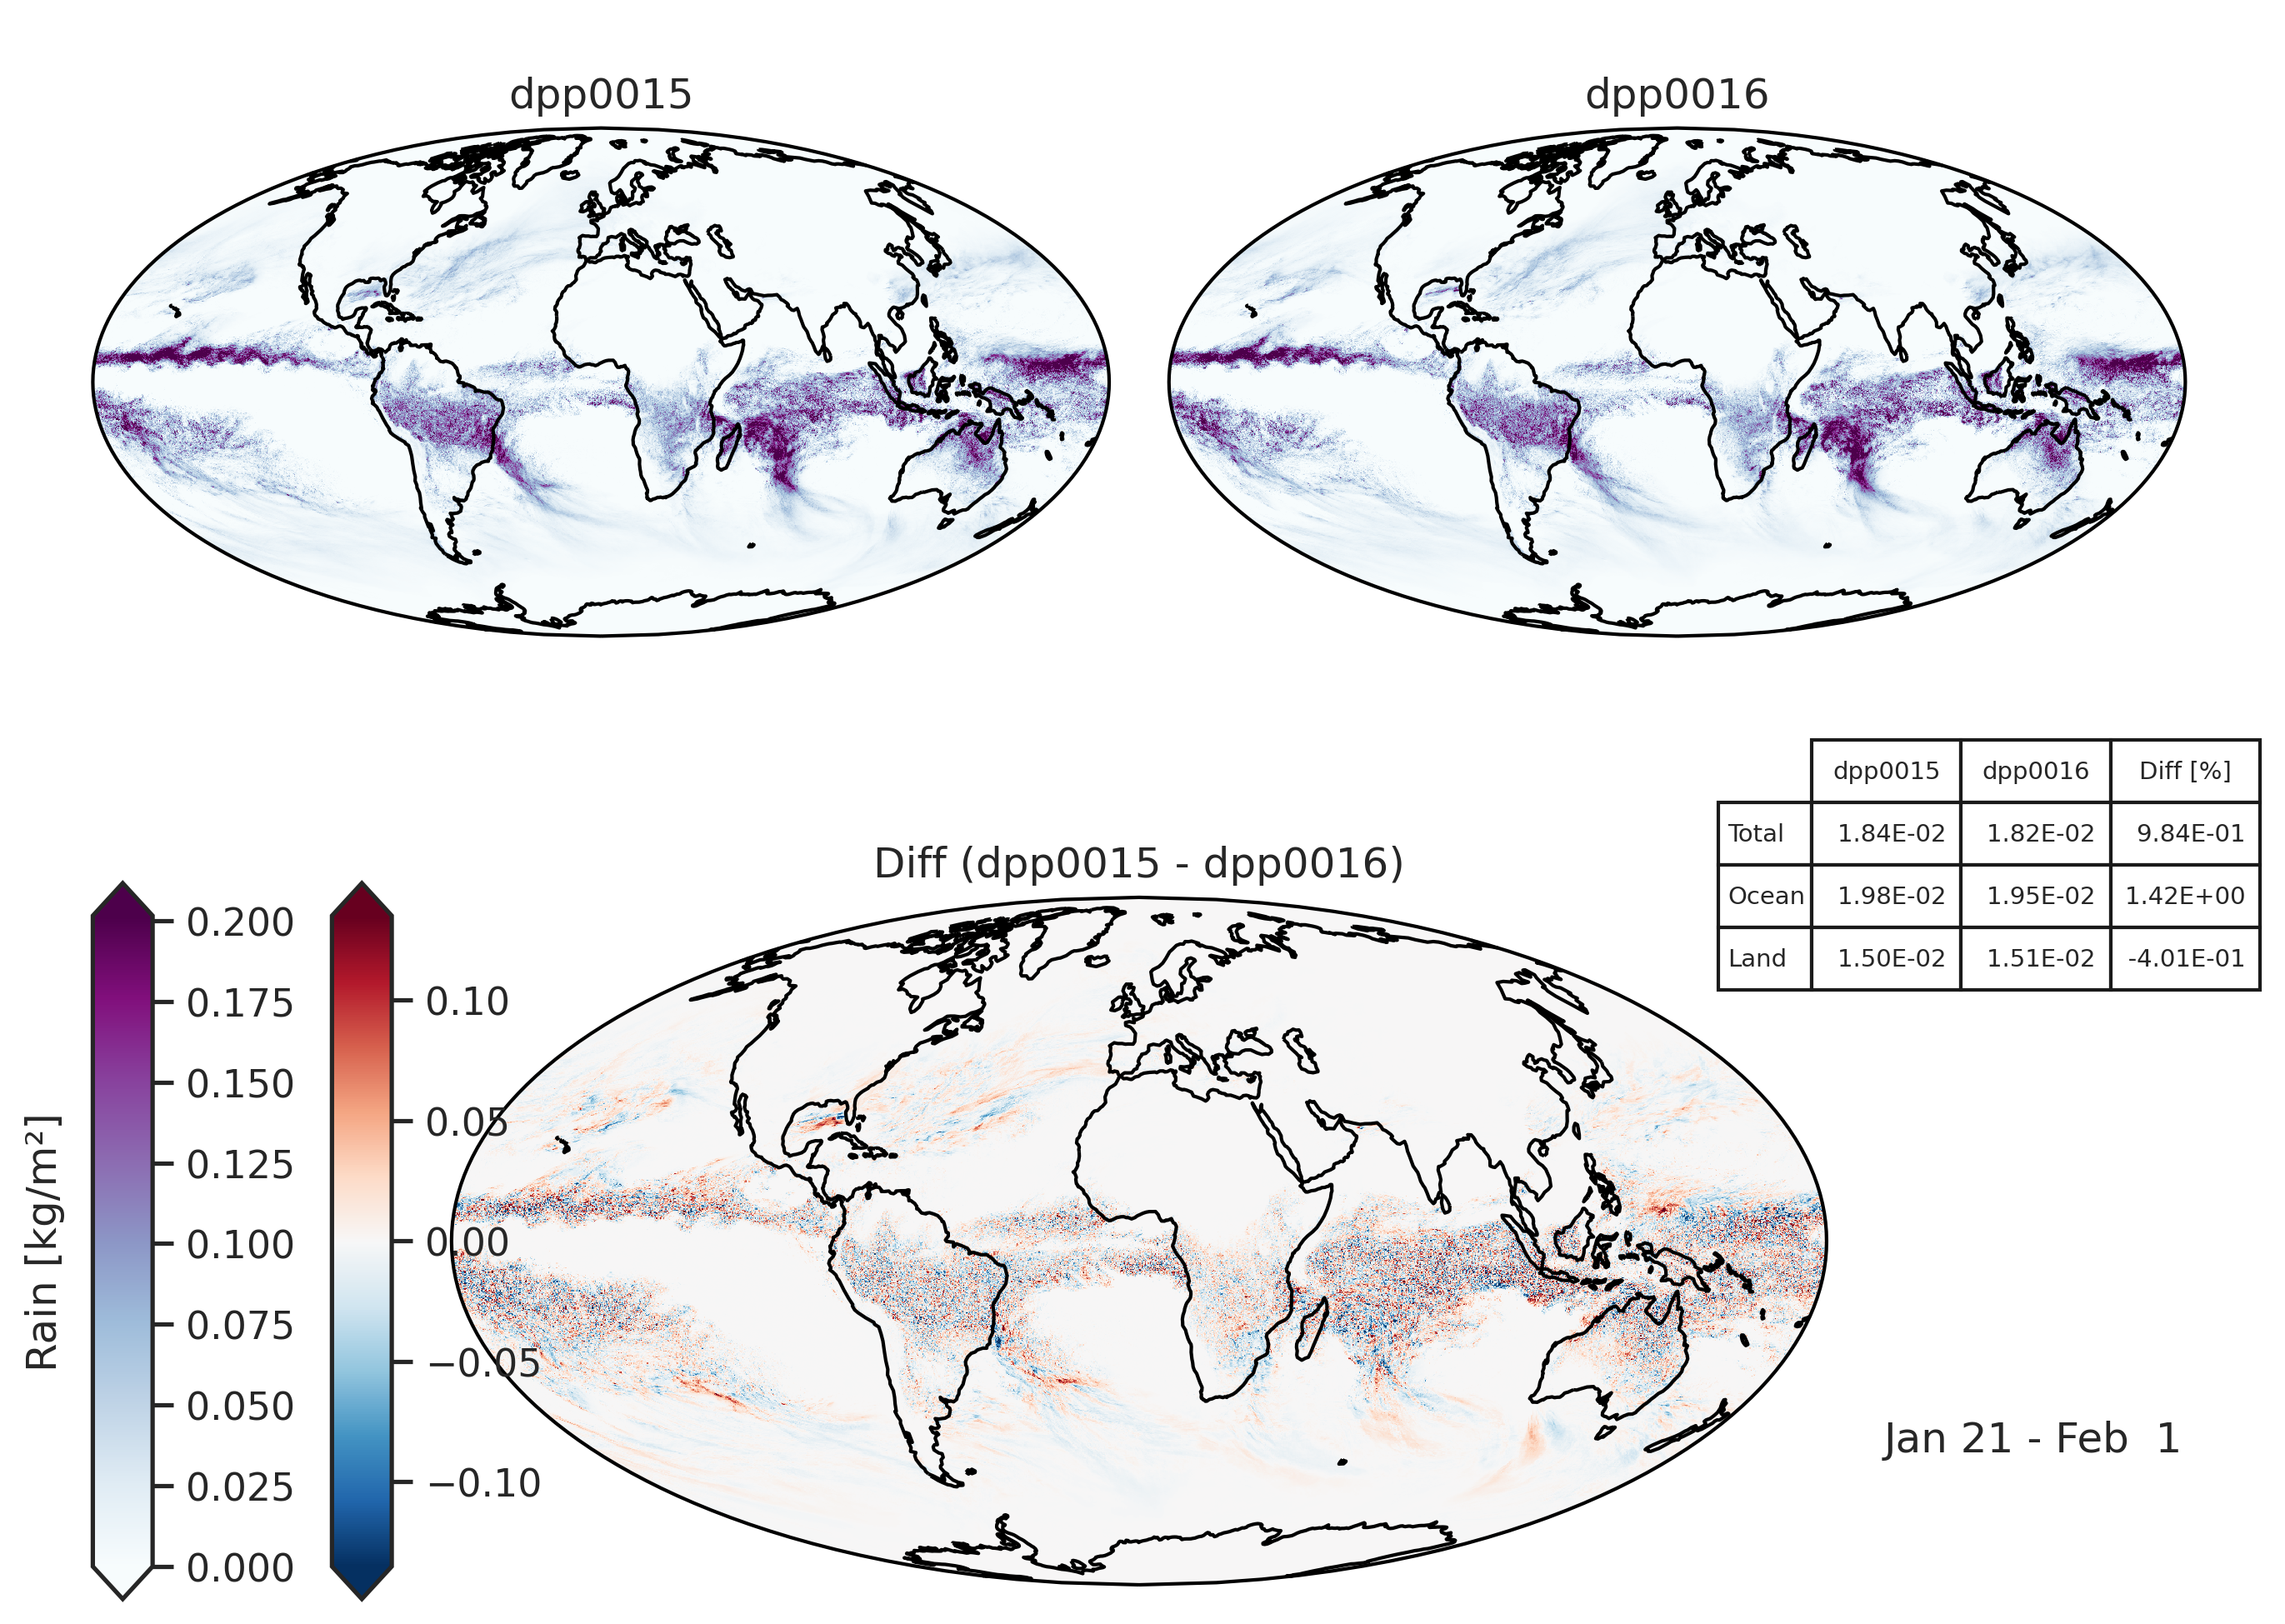 dpp0015
dpp0016
dpp0015 dpp0016 Diff [%]
Total 1.84E-02 1.82E-02 9.84E-01
Ocean 1.98E-02 1.95E-02 1.42E+00
Land 1.50E-02 1.51E-02 -4.01E-01
Diff (dpp0015 - dpp0016)
Rain [kg/m²]
0.200
0.175
0.150
0.125
0.100
0.075
0.050
0.025
0.000
0.10
0.05
0.00
−0.05
−0.10
Jan 21 - Feb  1